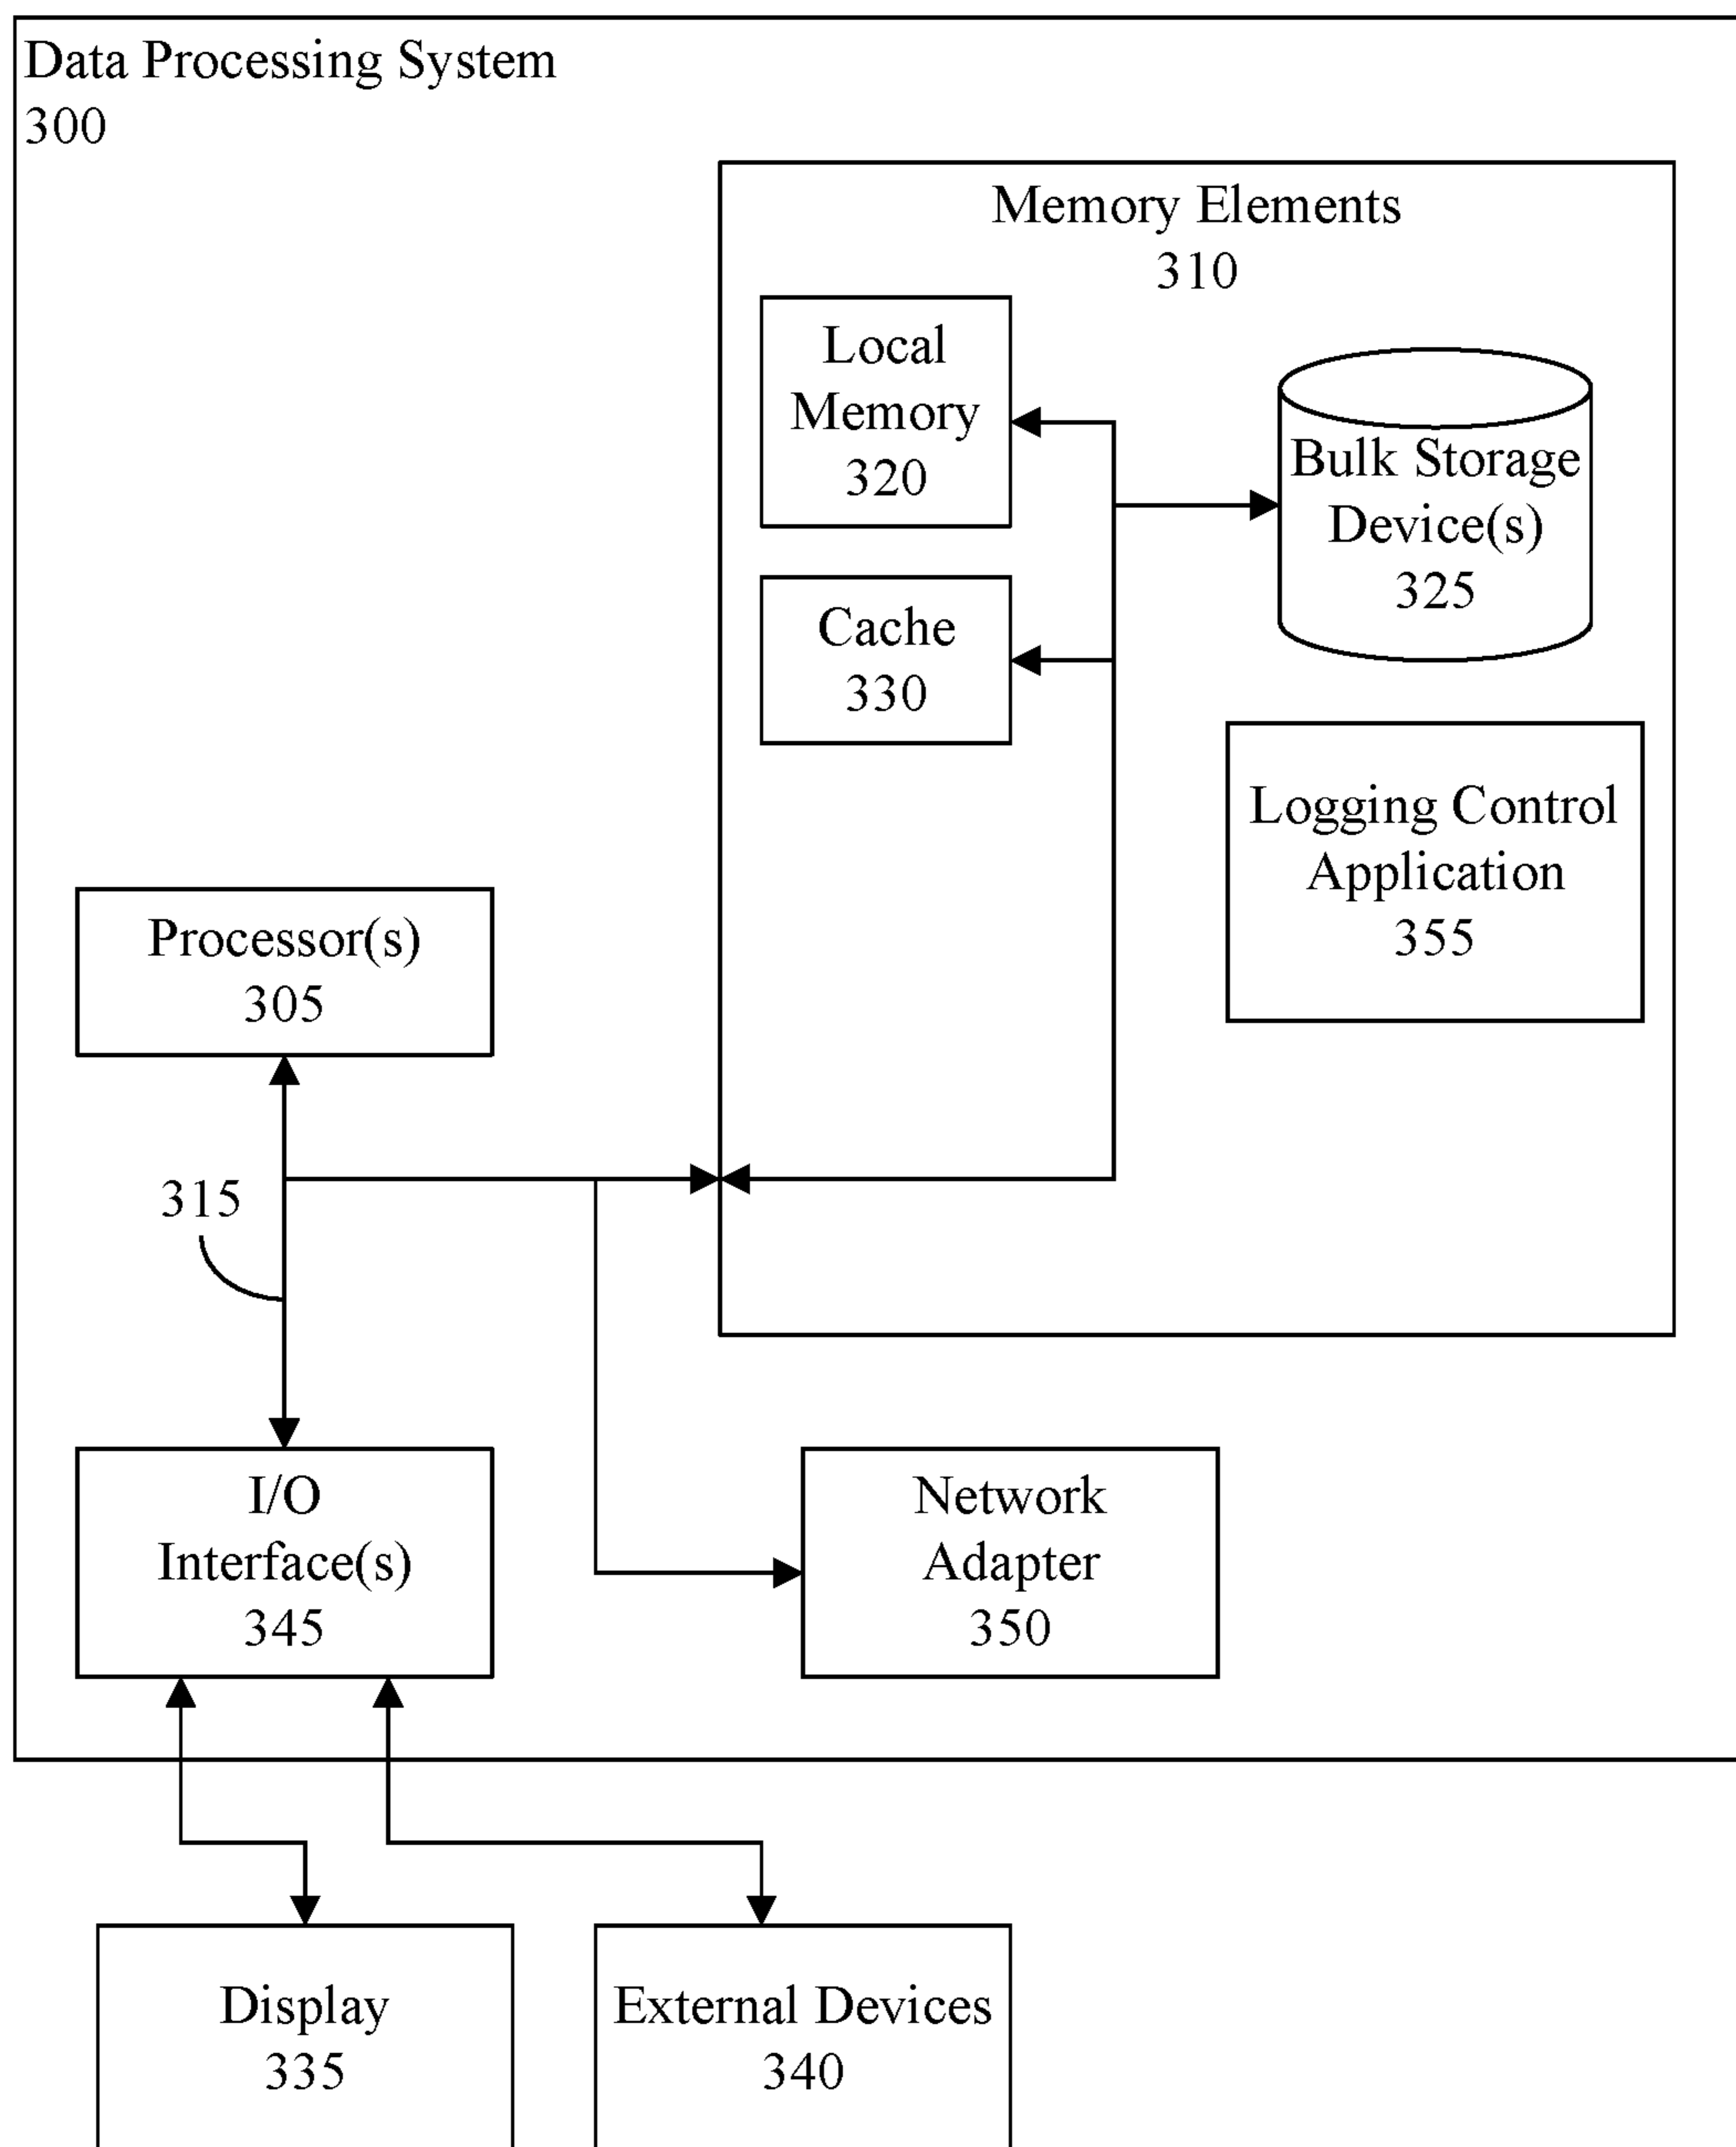 Data Processing System
300
Memory Elements
310
Local
Memory
320
Bulk Storage
Device(s)
325
Cache
330
Logging Control
Application
355
Processor(s)
305
315
I/O
Interface(s)
345
Network
Adapter
350
Display
335
External Devices
340